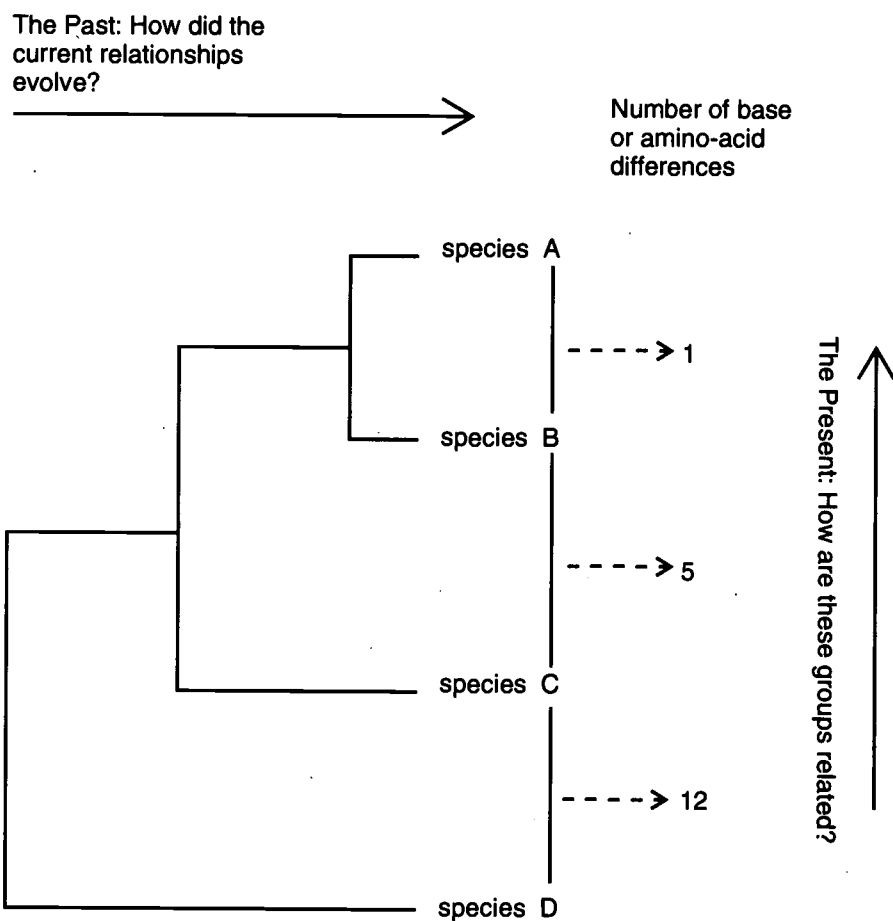 The Past: How did the
current relationships
evolve?
Number of base
or amino-acid
differences
species A
1
species B
5
species C
12
species D
The Present: How are these groups related?